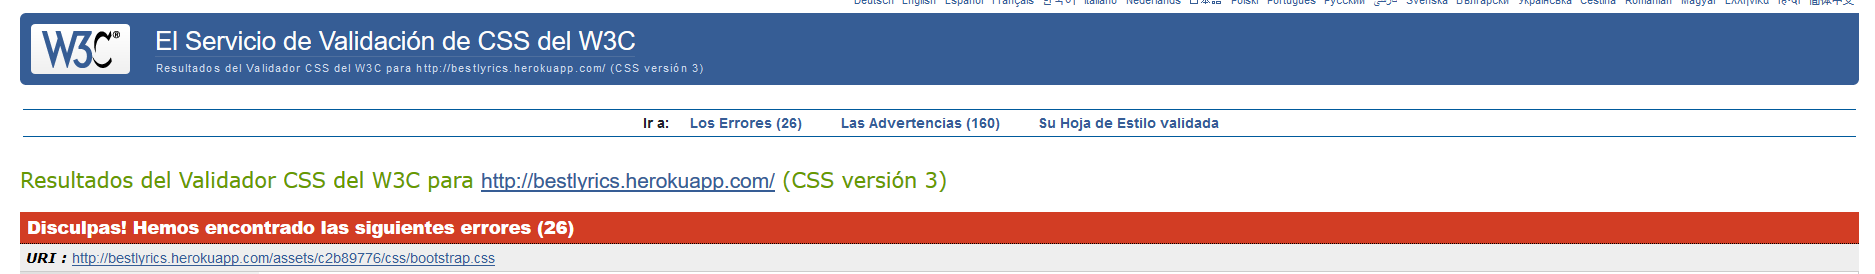 Deutsch English Español Français 한국어 Italiano Nederlands 日本語 Polski Português Русский فارسی Svenska Български Українська Čeština Romanian Magyar Ελληνικά हिन्दी 简体中文
W3C®
El Servicio de Validación de CSS del W3C
Resultados del Validador CSS del W3C para http://bestlyrics.herokuapp.com/ (CSS versión 3)
Ir a: Los Errores (26) Las Advertencias (160) Su Hoja de Estilo validada
Resultados del Validador CSS del W3C para http://bestlyrics.herokuapp.com/ (CSS versión 3)
Disculpas! Hemos encontrado las siguientes errores (26)
URI : http://bestlyrics.herokuapp.com/assets/c2b89776/css/bootstrap.css